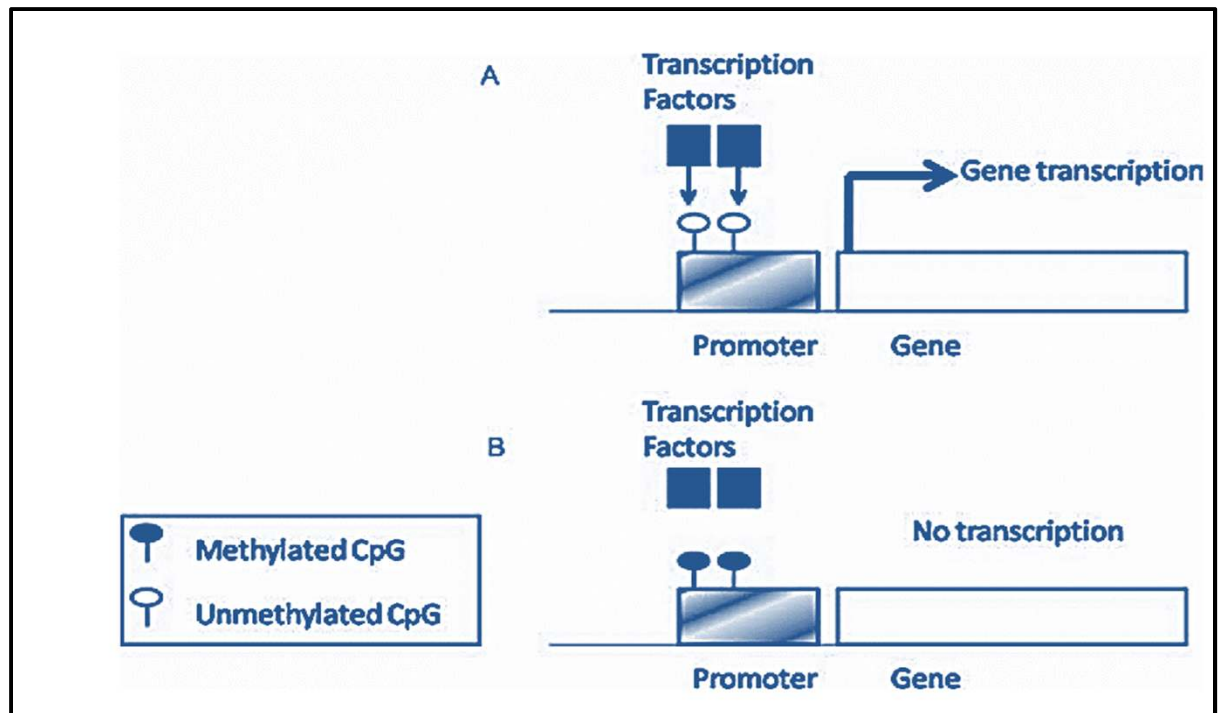 A
Transcription
Factors
Gene transcription
Promoter
Gene
Transcription
Factors
B
No transcription
Methylated CpG
Unmethylated CpG
Promoter
Gene